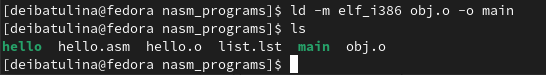 [deibatulina@fedora nasm_programs]$ ld -m elf_i386 obj.o -o main
[deibatulina@fedora nasm_programs]$ ls
hello  hello.asm  hello.o  list.lst  main  obj.o
[deibatulina@fedora nasm_programs]$